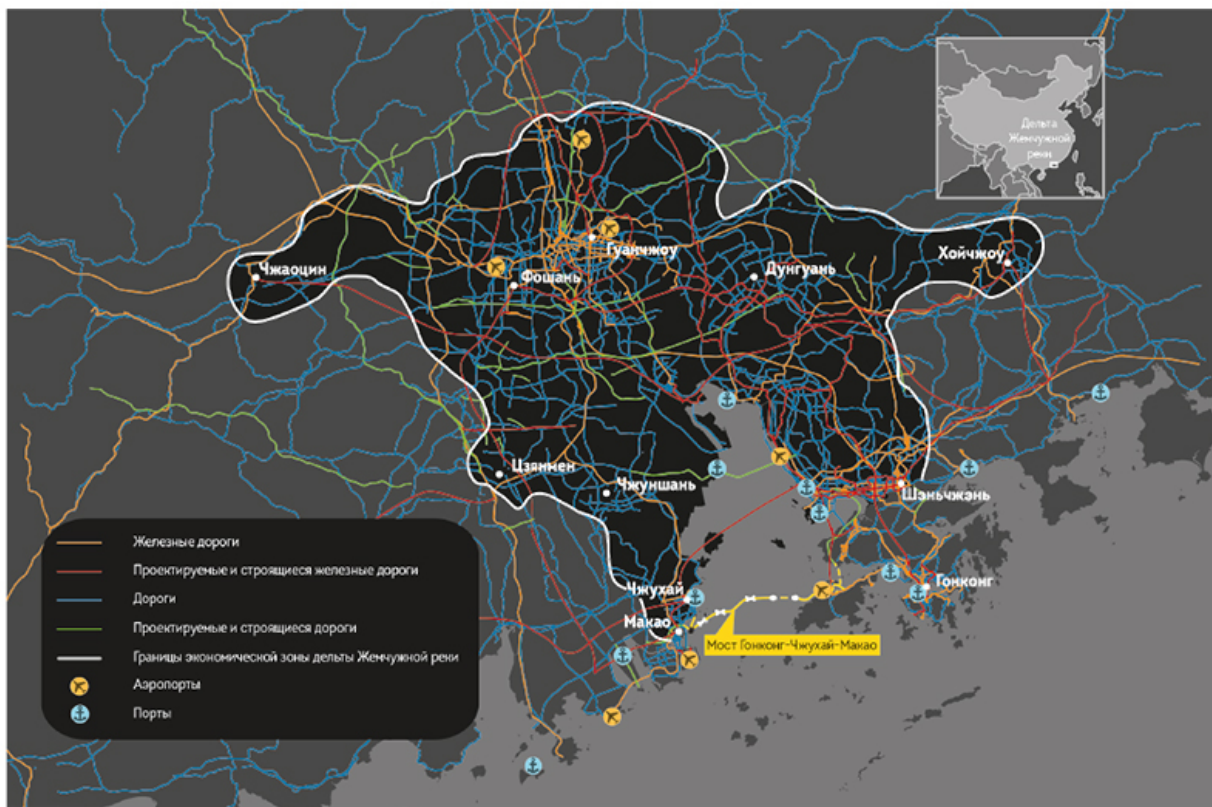 Дельта
Жемчужной
реки
Гуанчжоу
Чжаоцин
Фошань
Дунгуань
Хойчжоу
Цзянмен
Чжуншань
Шэньчжэнь
Чжухай
Гонконг
Макао
Мост Гонконг-Чжухай-Макао
Железные дороги
Проектируемые и строящиеся железные дороги
Дороги
Проектируемые и строящиеся дороги
Границы экономической зоны дельты Жемчужной реки
Аэропорты
Порты